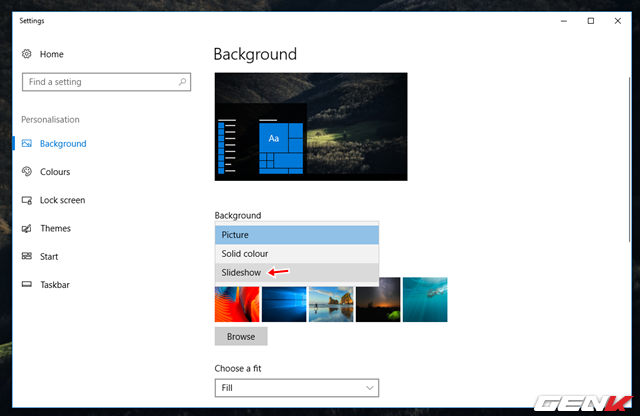 Settings
Home
Find a setting
Personalisation
Background
Colours
Lock screen
Themes
Start
Taskbar
Background
Aa
Background
Picture
Solid colour
Slideshow
Browse
Choose a fit
Fill
GENK